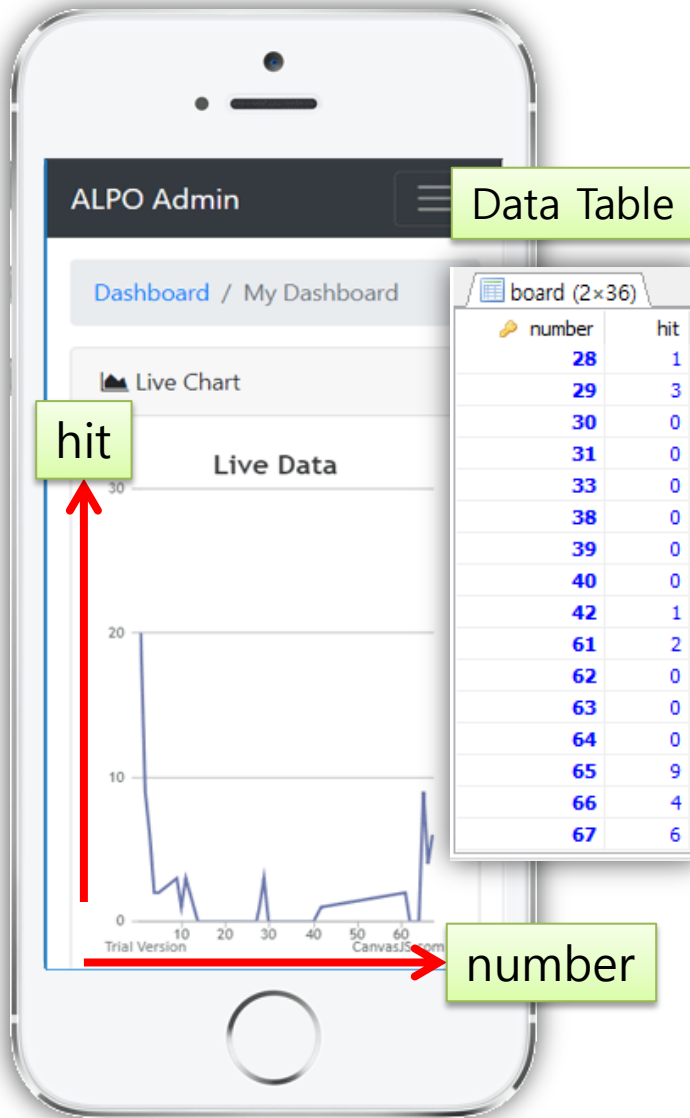 ALPO Admin
Data Table
Dashboard / My Dashboard
board (2×36)
number hit
28 1
29 3
30 0
31 0
33 0
38 0
39 0
40 0
42 1
61 2
62 0
63 0
64 0
65 9
66 4
67 6
Live Chart
hit
Live Data
30
20
10
0
10 20 30 40 50 60
Trial Version CanvasJS.com
number